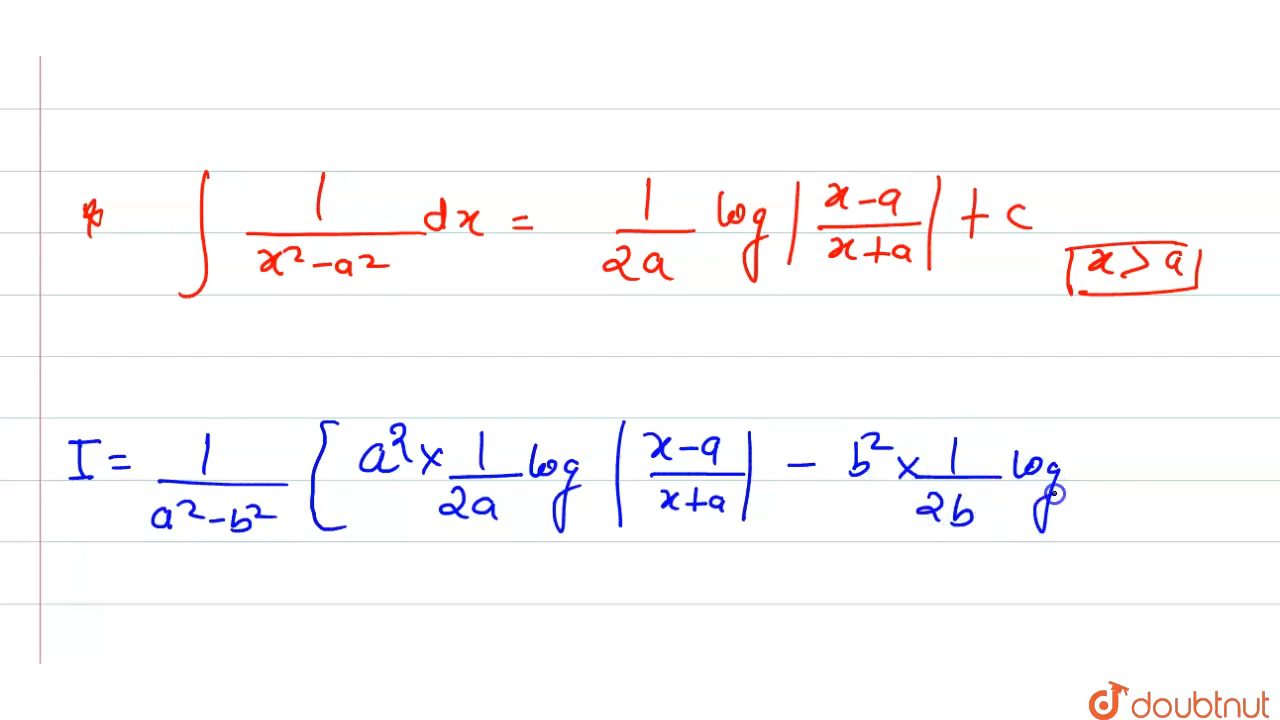 * ∫ 1/(x²-a²) dx = 1/2a log |(x-a)/(x+a)| + c
x > a
I = 1/(a²-b²) [ a² × 1/2a log |(x-a)/(x+a)| - b² × 1/2b log
doubtnut